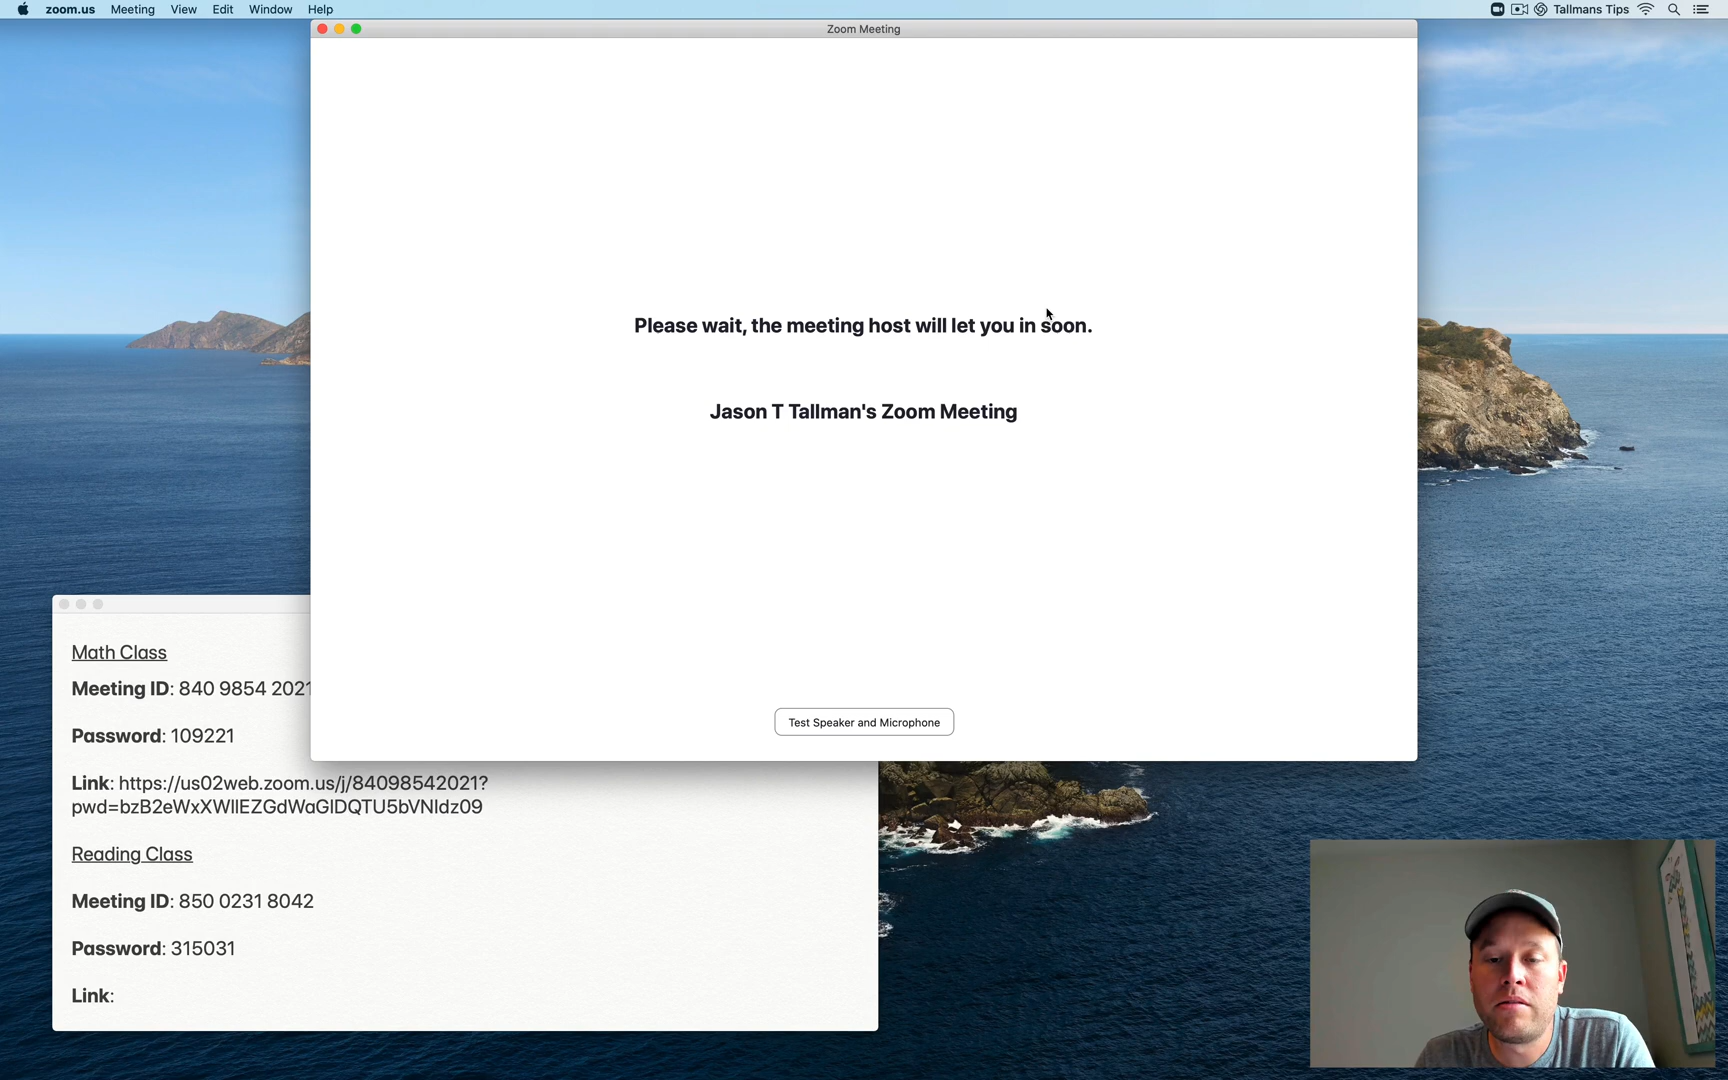 zoom.us Meeting View Edit Window Help
Tallmans Tips
Zoom Meeting
Please wait, the meeting host will let you in soon.
Jason T Tallman's Zoom Meeting
Test Speaker and Microphone
Math Class
Meeting ID: 840 9854 2021
Password: 109221
Link: https://us02web.zoom.us/j/84098542021?
pwd=bzB2eWxXWllEZGdWaGlDQTU5bVNIdz09
Reading Class
Meeting ID: 850 0231 8042
Password: 315031
Link: